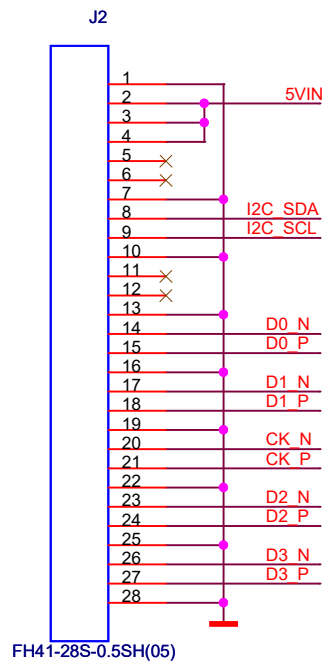 J2
1
2 5VIN
3
4
5
6
7
8 I2C_SDA
9 I2C_SCL
10
11
12
13
14 D0_N
15 D0_P
16
17 D1_N
18 D1_P
19
20 CK_N
21 CK_P
22
23 D2_N
24 D2_P
25
26 D3_N
27 D3_P
28
FH41-28S-0.5SH(05)